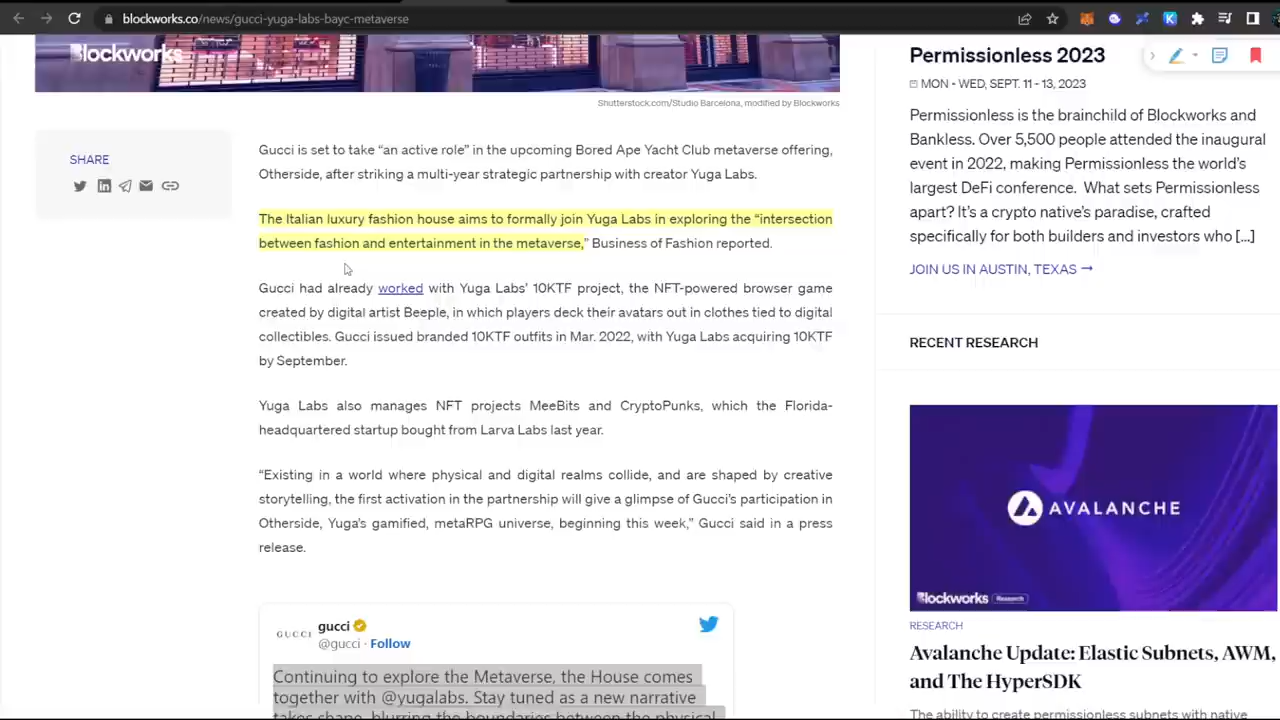 blockworks.co/news/gucci-yuga-labs-bayc-metaverse
Blockworks
Shutterstock.com/Studio Barcelona, modified by Blockworks
SHARE
Gucci is set to take “an active role” in the upcoming Bored Ape Yacht Club metaverse offering,
Otherside, after striking a multi-year strategic partnership with creator Yuga Labs.
The Italian luxury fashion house aims to formally join Yuga Labs in exploring the “intersection
between fashion and entertainment in the metaverse,” Business of Fashion reported.
Gucci had already worked with Yuga Labs’ 10KTF project, the NFT-powered browser game
created by digital artist Beeple, in which players deck their avatars out in clothes tied to digital
collectibles. Gucci issued branded 10KTF outfits in Mar. 2022, with Yuga Labs acquiring 10KTF
by September.
Yuga Labs also manages NFT projects MeeBits and CryptoPunks, which the Florida-
headquartered startup bought from Larva Labs last year.
“Existing in a world where physical and digital realms collide, and are shaped by creative
storytelling, the first activation in the partnership will give a glimpse of Gucci’s participation in
Otherside, Yuga’s gamified, metaRPG universe, beginning this week,” Gucci said in a press
release.
GUCCI
gucci
@gucci · Follow
Continuing to explore the Metaverse, the House comes
together with @yugalabs. Stay tuned as a new narrative
takes shape, blurring the boundaries between the physical
Permissionless 2023
MON - WED, SEPT. 11 - 13, 2023
Permissionless is the brainchild of Blockworks and
Bankless. Over 5,500 people attended the inaugural
event in 2022, making Permissionless the world’s
largest DeFi conference. What sets Permissionless
apart? It’s a crypto native’s paradise, crafted
specifically for both builders and investors who [...]
JOIN US IN AUSTIN, TEXAS →
RECENT RESEARCH
AVALANCHE
Blockworks Research
RESEARCH
Avalanche Update: Elastic Subnets, AWM,
and The HyperSDK
The ability to create permissionless subnets with native